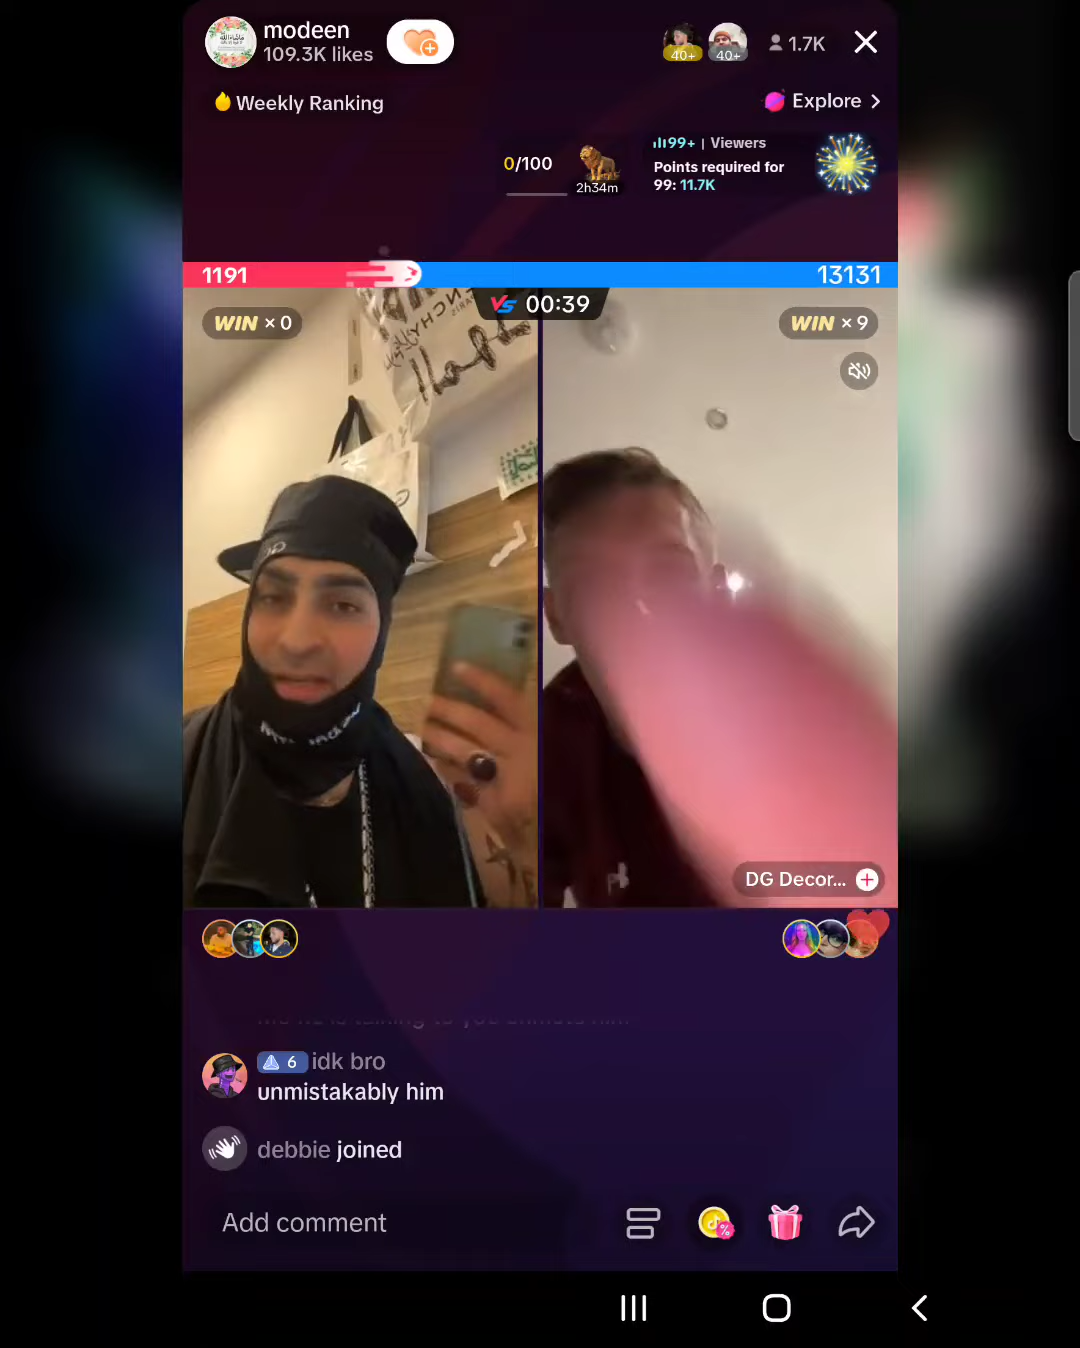 modeen
109.3K likes
40+
40+
1.7K
Weekly Ranking
Explore
0/100
2h34m
99+ | Viewers
Points required for
99: 11.7K
1191
13131
VS 00:39
WIN × 0
WIN × 9
DG Decor...
6 idk bro
unmistakably him
debbie joined
Add comment